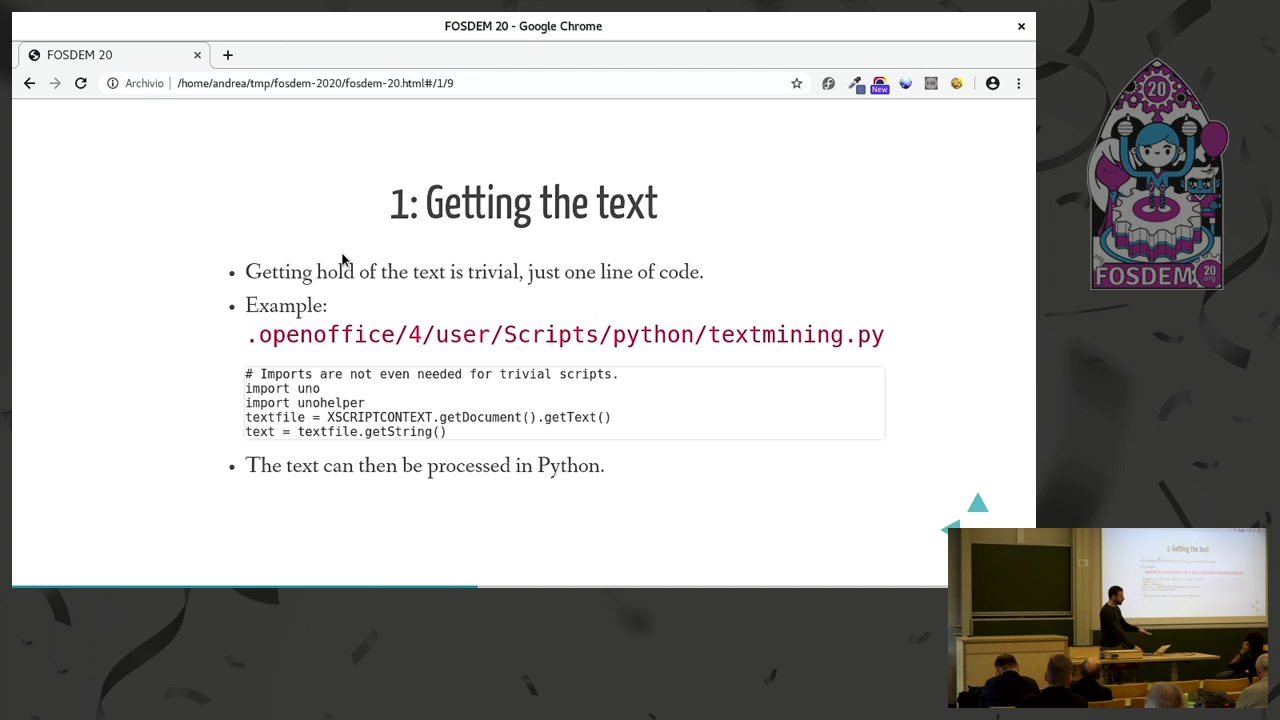 FOSDEM 20 - Google Chrome
FOSDEM 20
Archivio
/home/andrea/tmp/fosdem-2020/fosdem-20.html#/1/9
New
1: Getting the text
• Getting hold of the text is trivial, just one line of code.
• Example:
.openoffice/4/user/Scripts/python/textmining.py
# Imports are not even needed for trivial scripts.
import uno
import unohelper
textfile = XSCRIPTCONTEXT.getDocument().getText()
text = textfile.getString()
• The text can then be processed in Python.
20
FOSDEM
20
.org
1: Getting the text